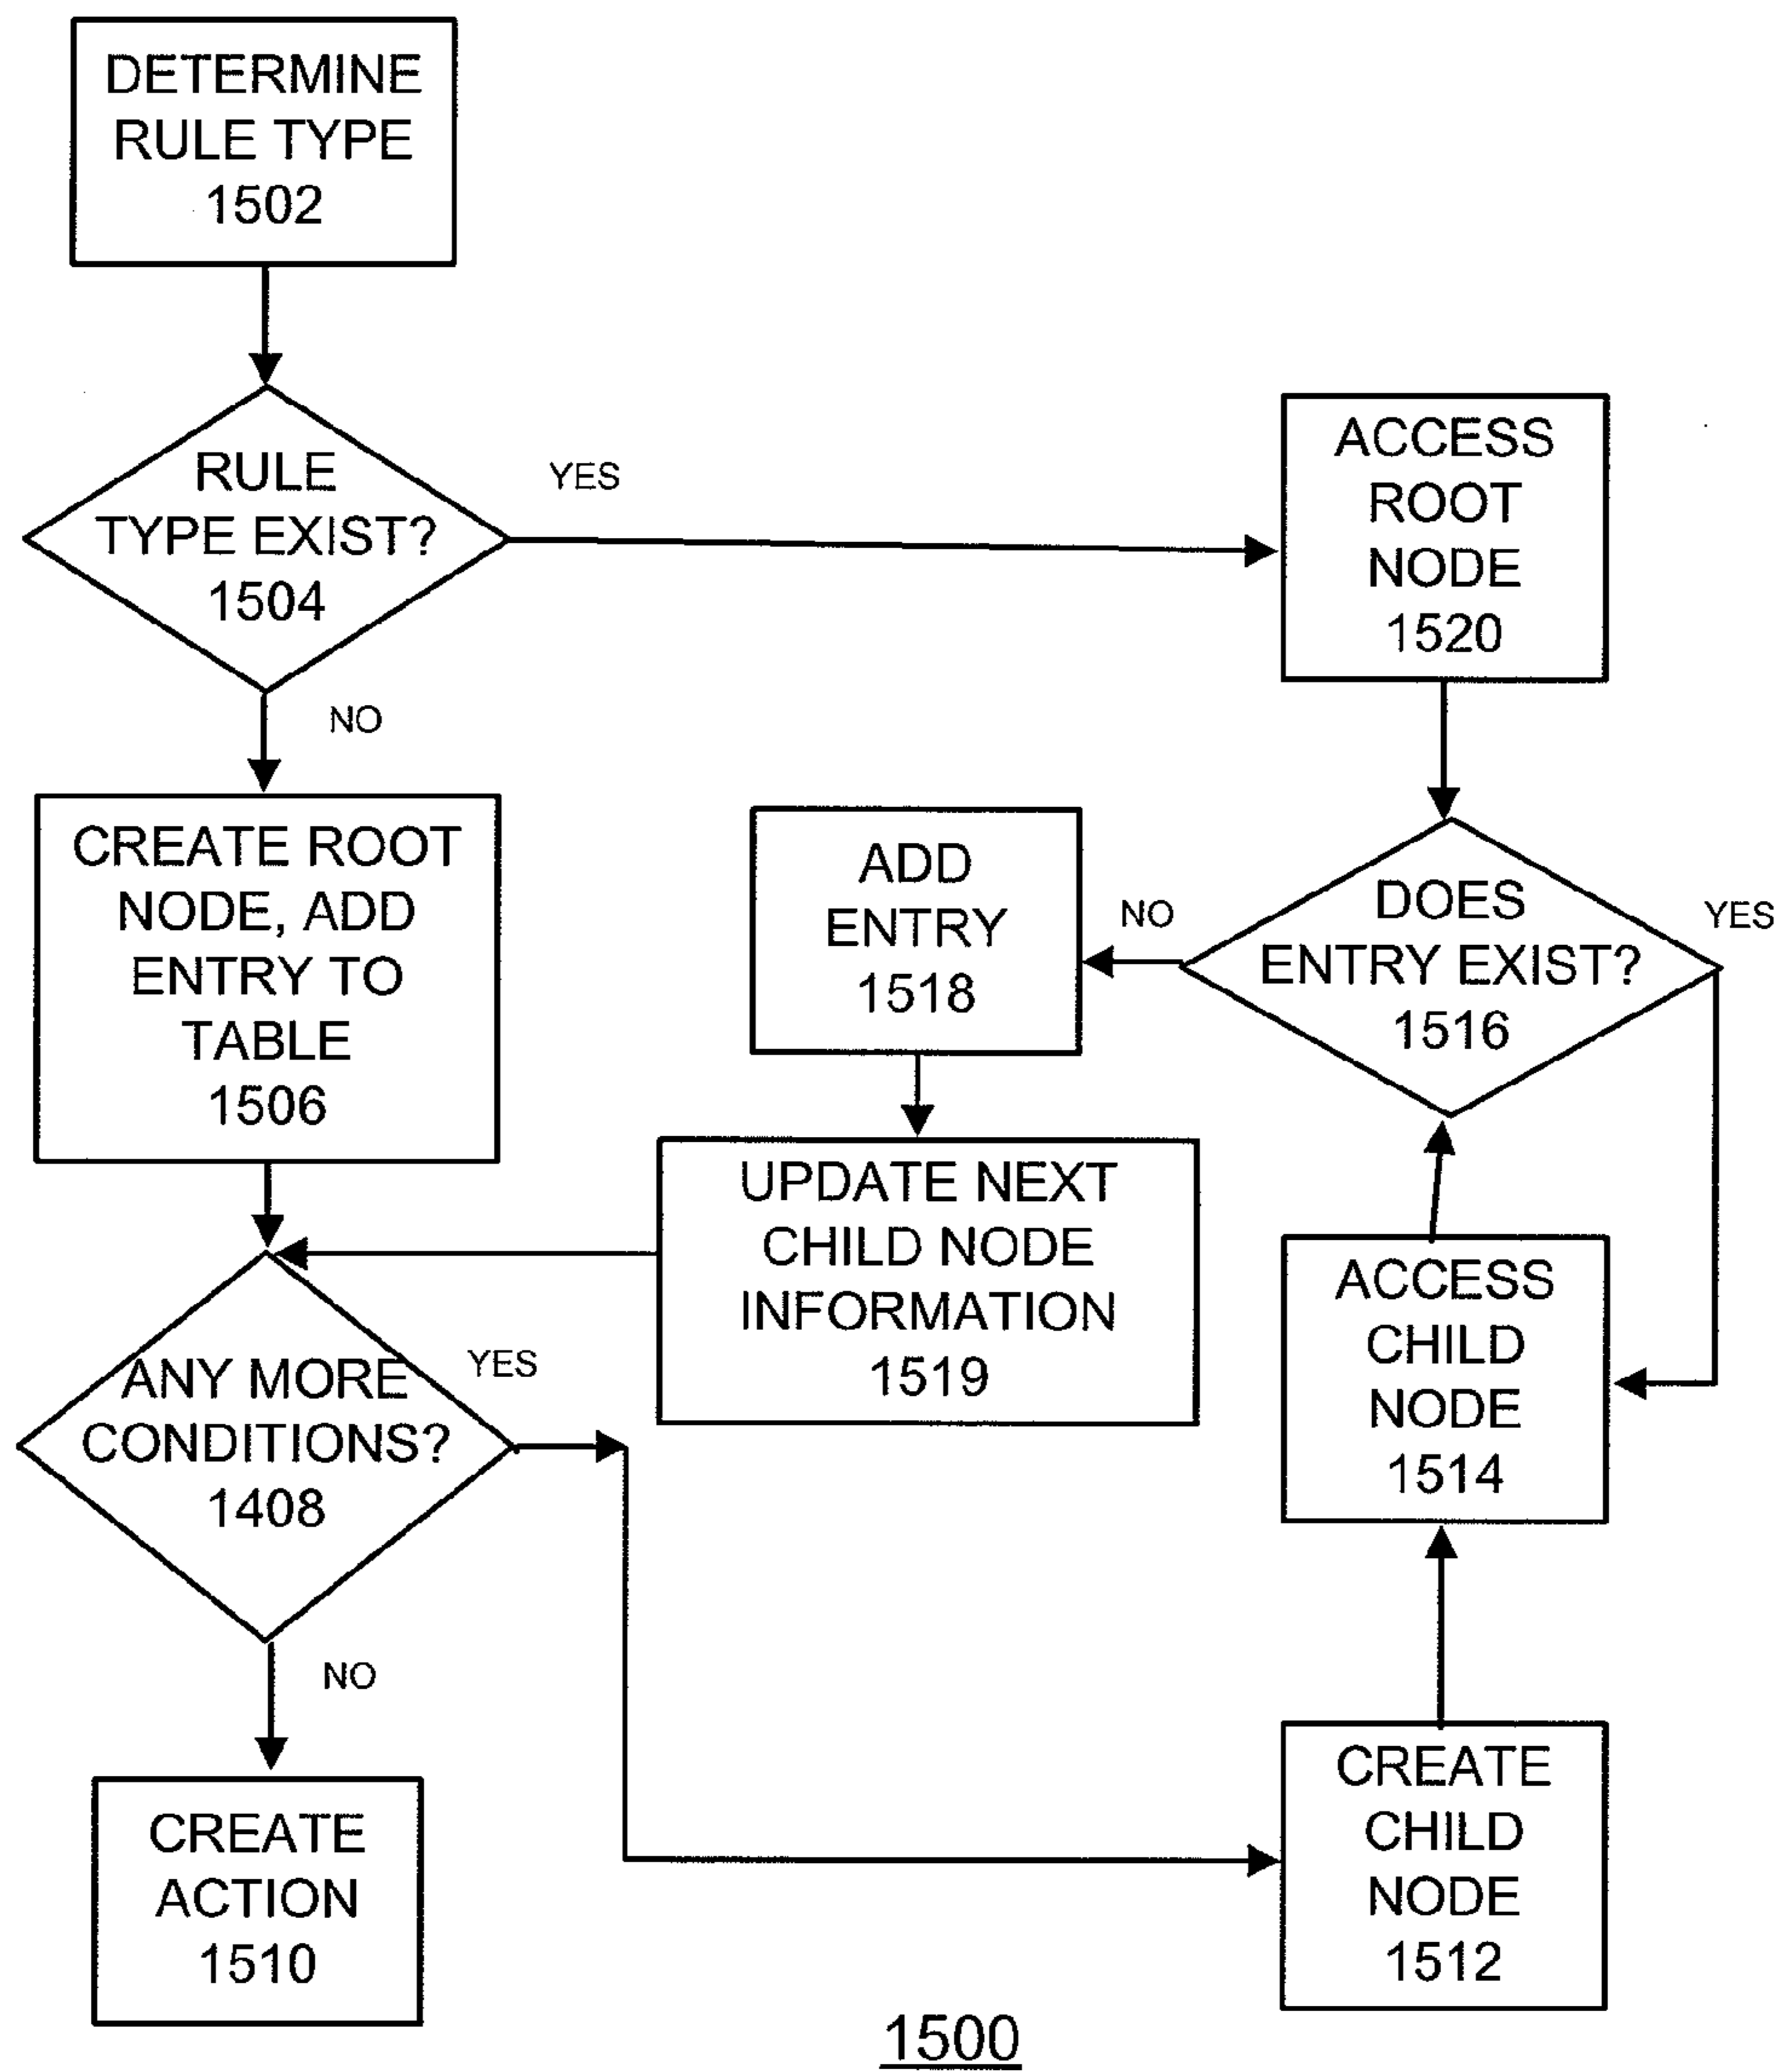 DETERMINE
RULE TYPE
1502
RULE
TYPE EXIST?
1504
YES
NO
ACCESS
ROOT
NODE
1520
CREATE ROOT
NODE, ADD
ENTRY TO
TABLE
1506
ADD
ENTRY
1518
NO
DOES
ENTRY EXIST?
1516
YES
UPDATE NEXT
CHILD NODE
INFORMATION
1519
ANY MORE
CONDITIONS?
1408
YES
NO
ACCESS
CHILD
NODE
1514
CREATE
ACTION
1510
CREATE
CHILD
NODE
1512
1500